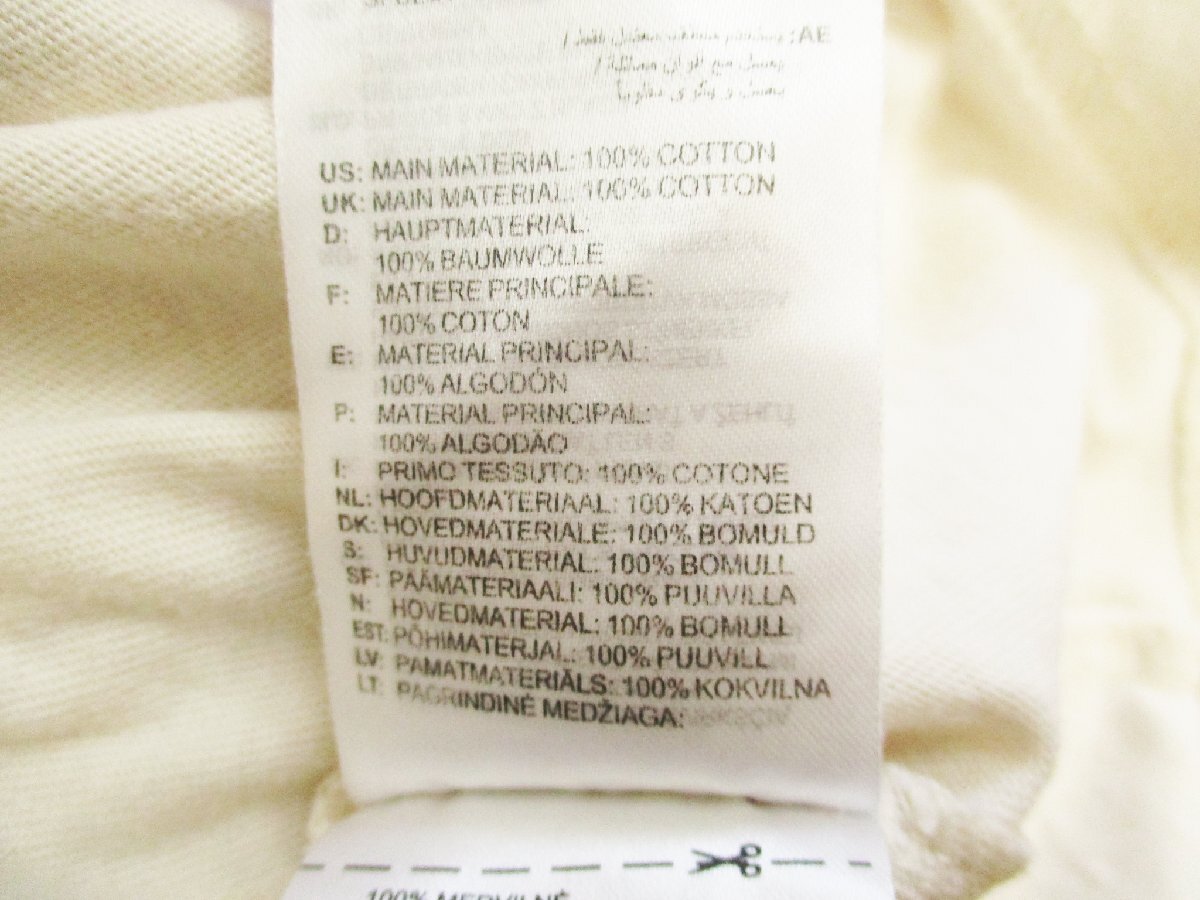 :AE
US: MAIN MATERIAL: 100% COTTON
UK: MAIN MATERIAL: 100% COTTON
D: HAUPTMATERIAL:
100% BAUMWOLLE
F: MATIERE PRINCIPALE:
100% COTON
E: MATERIAL PRINCIPAL:
100% ALGODÓN
P: MATERIAL PRINCIPAL:
100% ALGODÃO
I: PRIMO TESSUTO: 100% COTONE
NL: HOOFDMATERIAAL: 100% KATOEN
DK: HOVEDMATERIALE: 100% BOMULD
S: HUVUDMATERIAL: 100% BOMULL
SF: PÄÄMATERIAALI: 100% PUUVILLA
N: HOVEDMATERIAL: 100% BOMULL
EST: PÕHIMATERJAL: 100% PUUVILL
LV: PAMATMATERIĀLS: 100% KOKVILNA
LT: PAGRINDINĖ MEDŽIAGA:
100% MEDVILNĖ